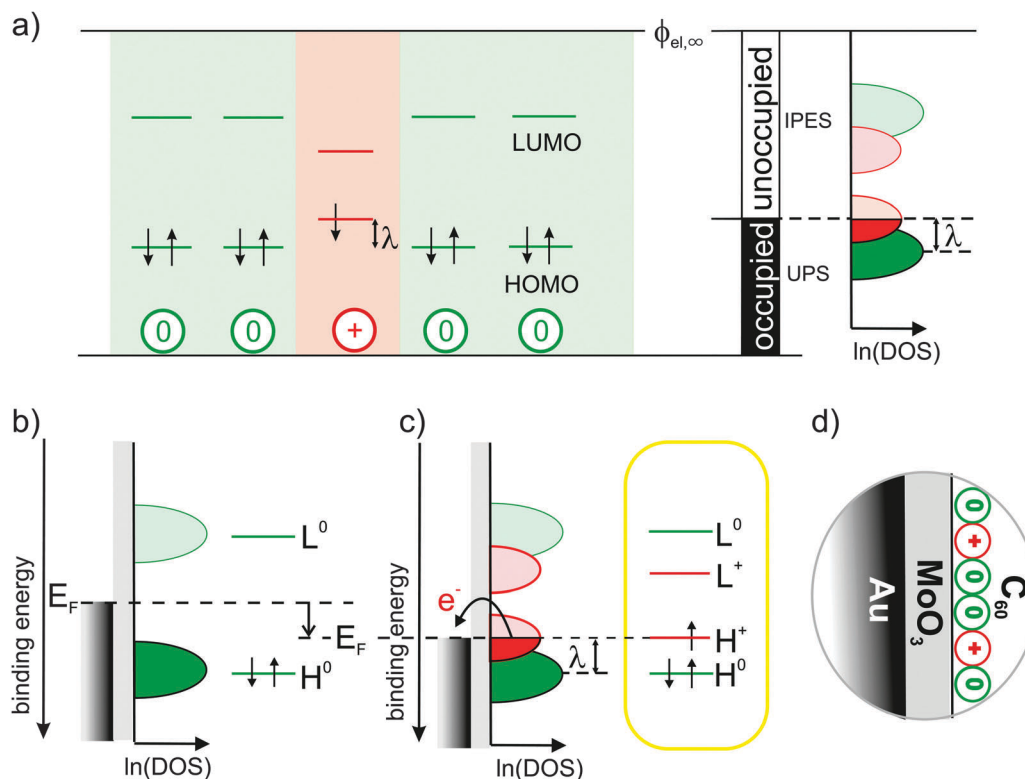 a)
ϕel,∞
LUMO
λ
HOMO
0
0
+
0
0
unoccupied
occupied
IPES
UPS
λ
ln(DOS)
b)
binding energy
L0
EF
H0
ln(DOS)
c)
binding energy
EF
e-
λ
ln(DOS)
L0
L+
H+
H0
d)
Au
MoO3
C60
0
+
0
0
+
0